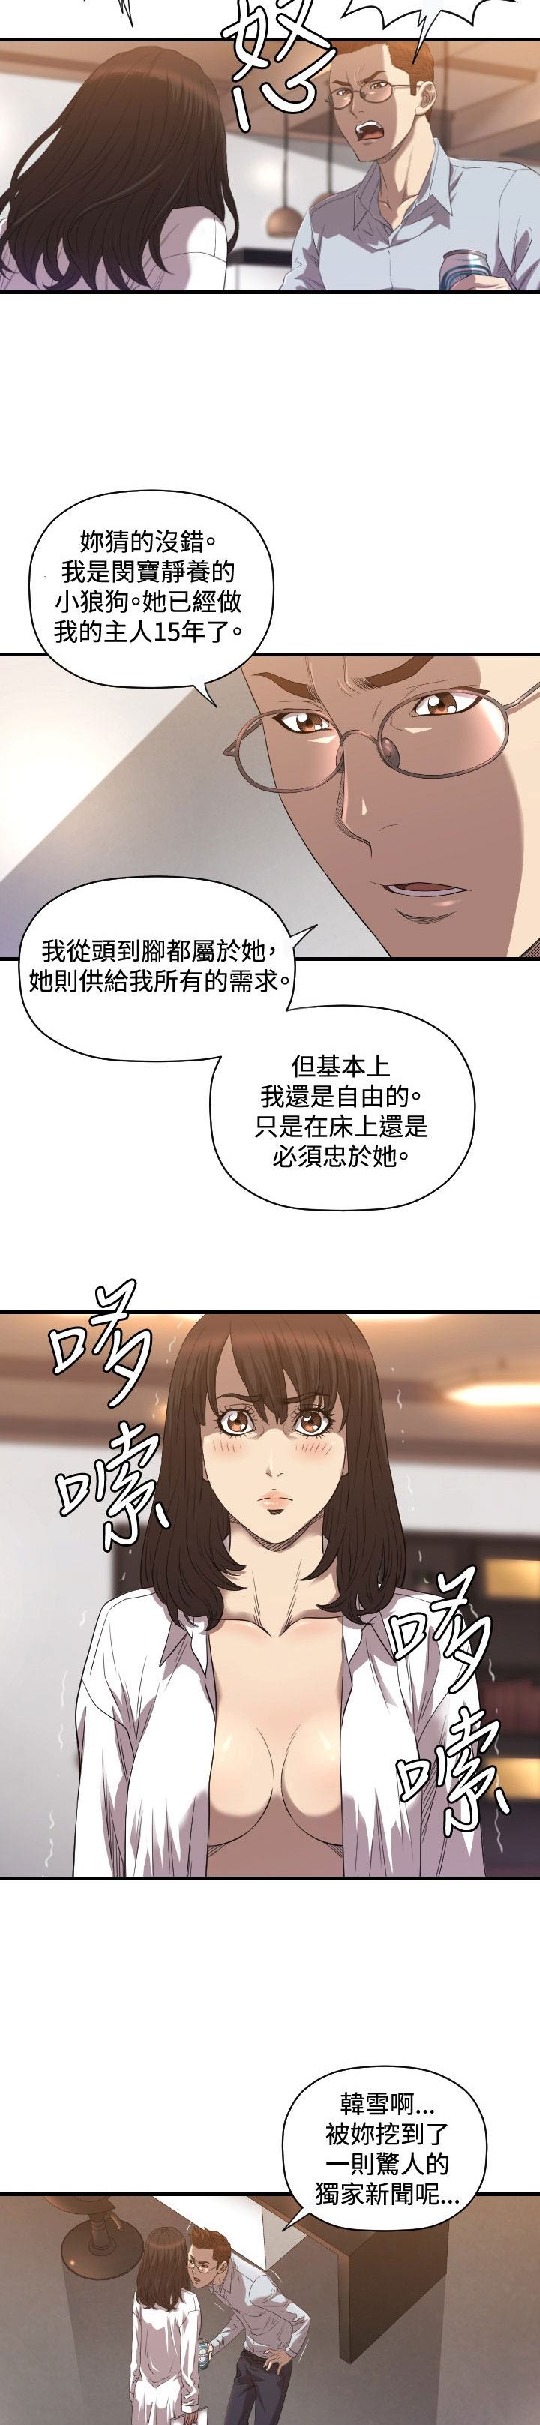 怒
妳猜的沒錯。
我是閔寶靜養的
小狼狗。她已經做
我的主人15年了。
我從頭到腳都屬於她,
她則供給我所有的需求。
但基本上
我還是自由的。
只是在床上還是
必須忠於她。
哆
嗦
哆
嗦
韓雪啊...
被妳挖到了
一則驚人的
獨家新聞呢...